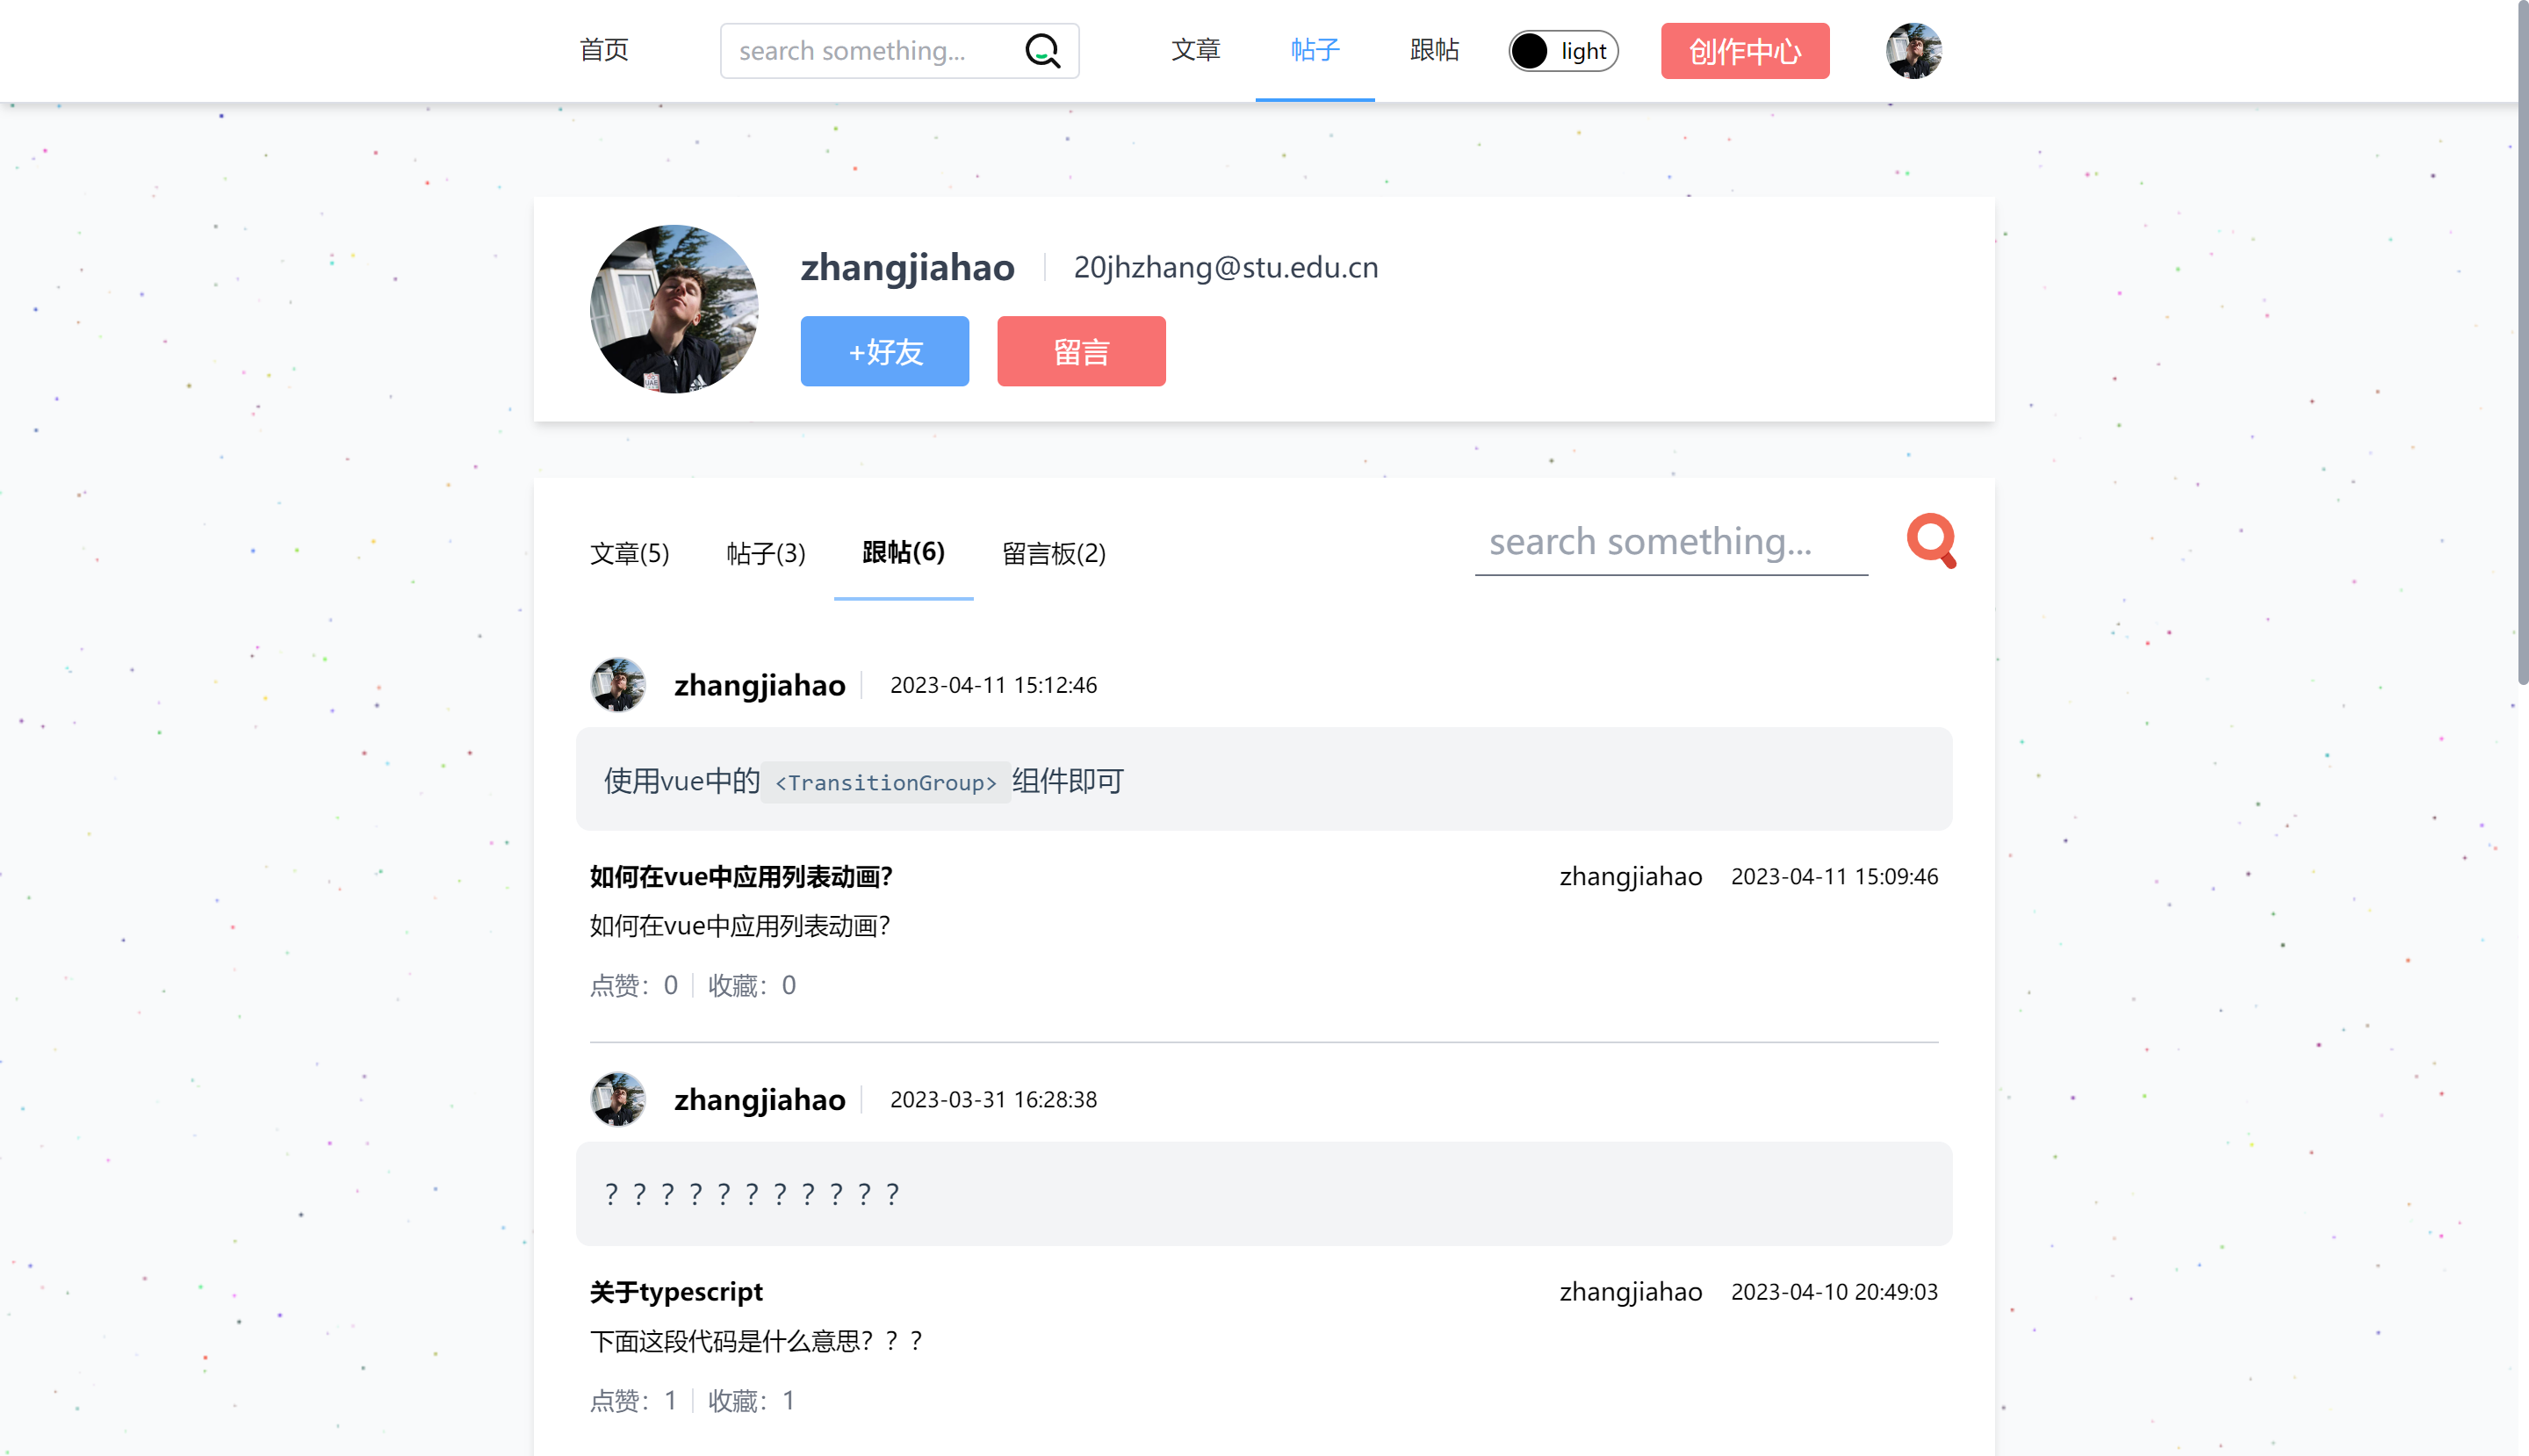 首页 search something... 文章 帖子 跟帖 light 创作中心
zhangjiahao 20jhzhang@stu.edu.cn
+好友 留言
文章(5) 帖子(3) 跟帖(6) 留言板(2) search something...
zhangjiahao 2023-04-11 15:12:46
使用vue中的 <TransitionGroup> 组件即可
如何在vue中应用列表动画? zhangjiahao 2023-04-11 15:09:46
如何在vue中应用列表动画?
点赞：0 收藏：0
zhangjiahao 2023-03-31 16:28:38
？？？？？？？？？？？
关于typescript zhangjiahao 2023-04-10 20:49:03
下面这段代码是什么意思？？？
点赞：1 收藏：1